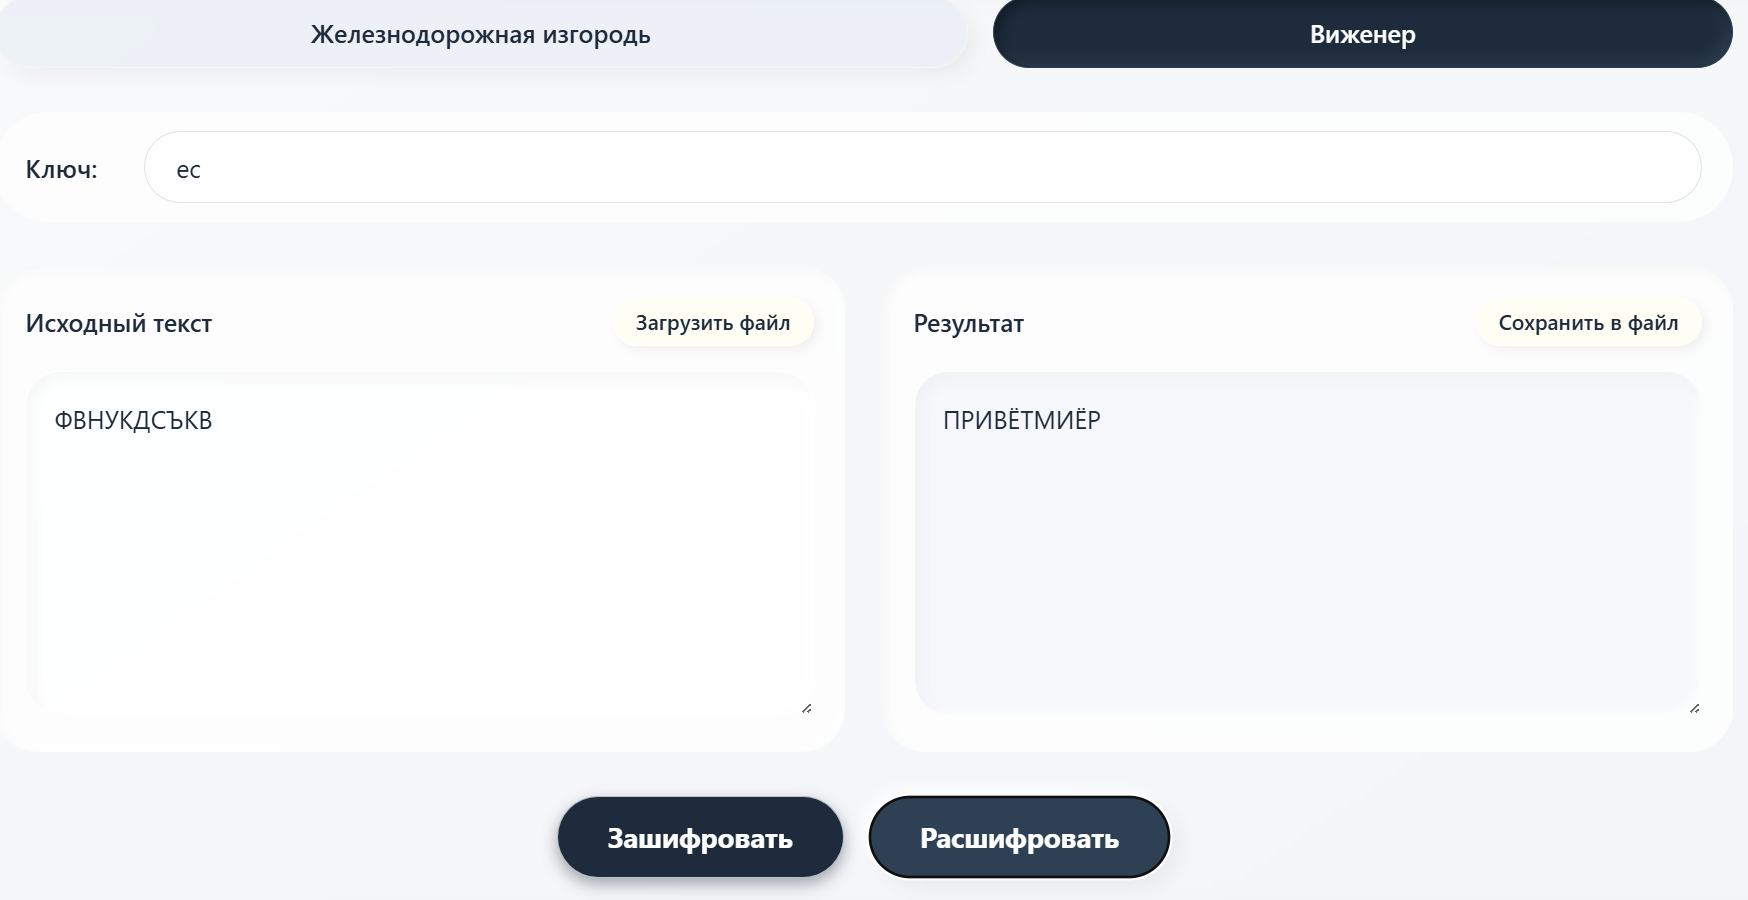 Железнодорожная изгородь
Виженер
Ключ:
ес
Исходный текст
Загрузить файл
ФВНУКДСЪКВ
Результат
Сохранить в файл
ПРИВЁТМИЁР
Зашифровать
Расшифровать